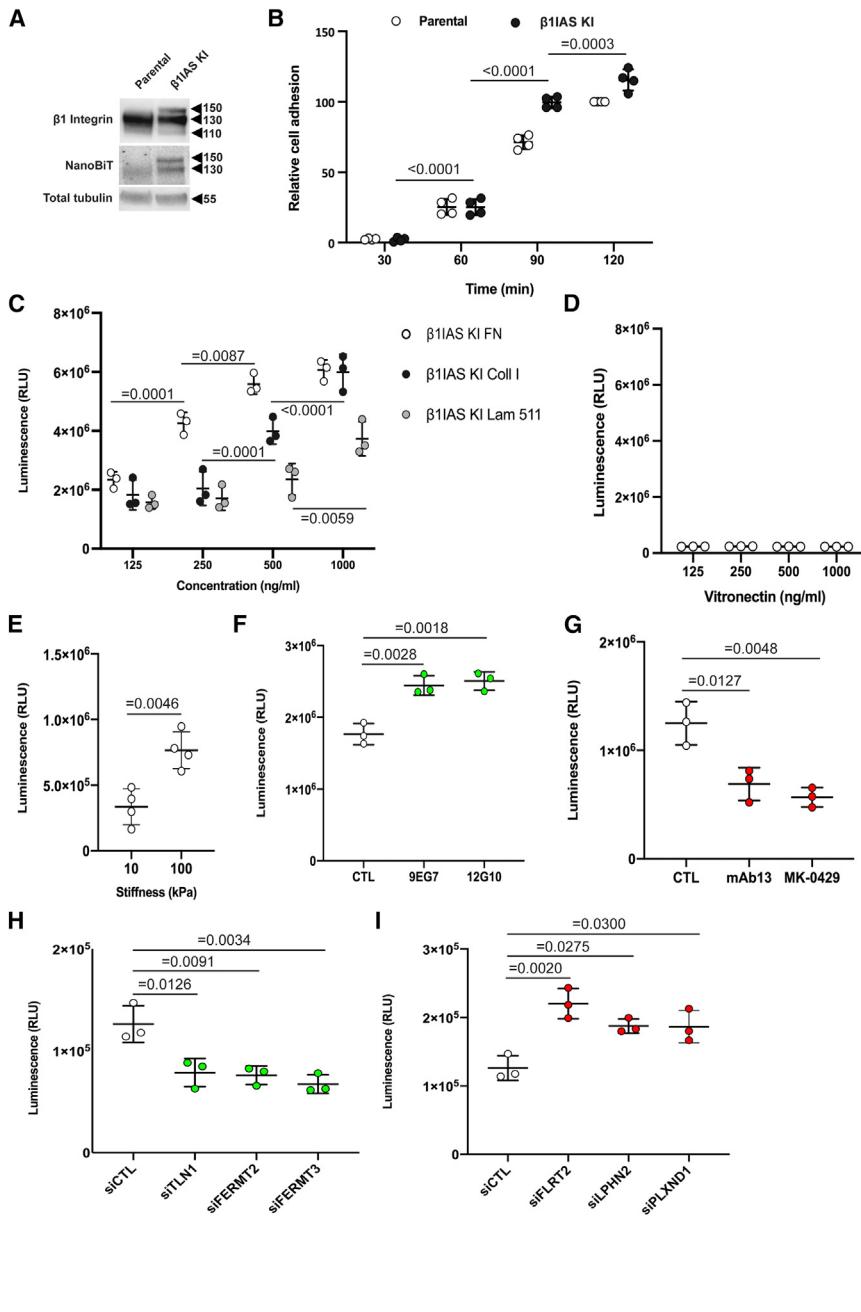 A
Parental
β1IAS KI
β1 Integrin
150
130
110
NanoBiT
150
130
Total tubulin
55
B
Parental
β1IAS KI
Relative cell adhesion
150
100
50
0
<0.0001
<0.0001
=0.0003
30 60 90 120
Time (min)
C
Luminescence (RLU)
8×10⁶
6×10⁶
4×10⁶
2×10⁶
0
=0.0001
=0.0087
<0.0001
=0.0001
=0.0059
125 250 500 1000
Concentration (ng/ml)
β1IAS KI FN
β1IAS KI Coll I
β1IAS KI Lam 511
D
Luminescence (RLU)
8×10⁶
6×10⁶
4×10⁶
2×10⁶
0
125 250 500 1000
Vitronectin (ng/ml)
E
Luminescence (RLU)
1.5×10⁶
1.0×10⁶
5.0×10⁵
0
=0.0046
10 100
Stiffness (kPa)
F
Luminescence (RLU)
3×10⁶
2×10⁶
1×10⁶
0
=0.0018
=0.0028
CTL 9EG7 12G10
G
Luminescence (RLU)
2×10⁶
1×10⁶
0
=0.0048
=0.0127
CTL mAb13 MK-0429
H
Luminescence (RLU)
2×10⁵
1×10⁵
0
=0.0034
=0.0091
=0.0126
siCTL
siTLN1
siFERMT2
siFERMT3
I
Luminescence (RLU)
3×10⁵
2×10⁵
1×10⁵
0
=0.0300
=0.0275
=0.0020
siCTL
siFLRT2
siLPHN2
siPLXND1